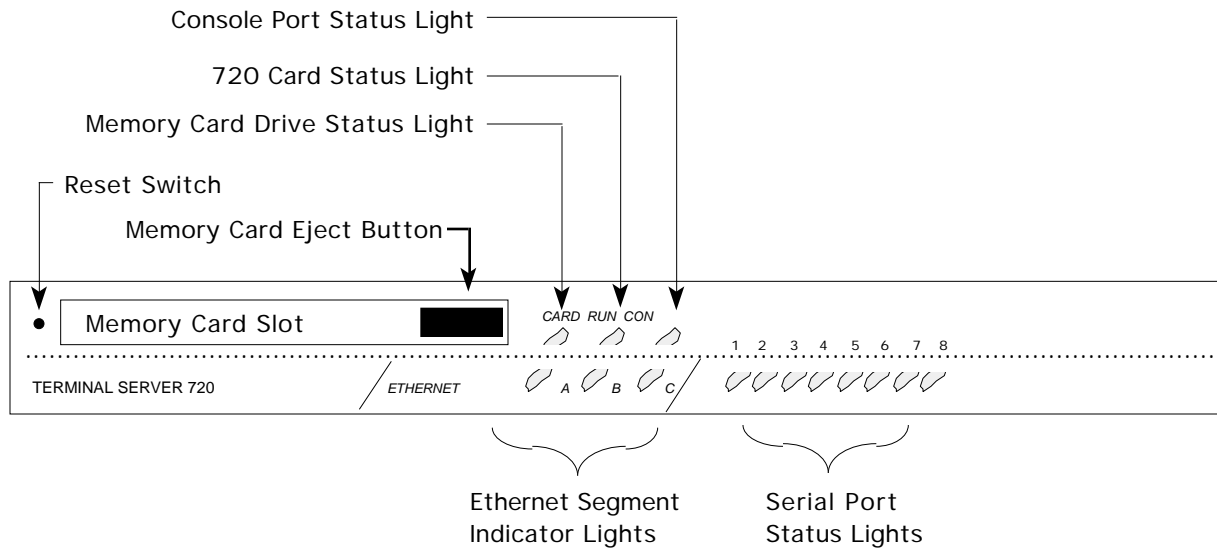 Console Port Status Light
720 Card Status Light
Memory Card Drive Status Light
Reset Switch
Memory Card Eject Button
Memory Card Slot
CARD RUN CON
1 2 3 4 5 6 7 8
TERMINAL SERVER 720
ETHERNET
A B C
Ethernet Segment
Indicator Lights
Serial Port
Status Lights